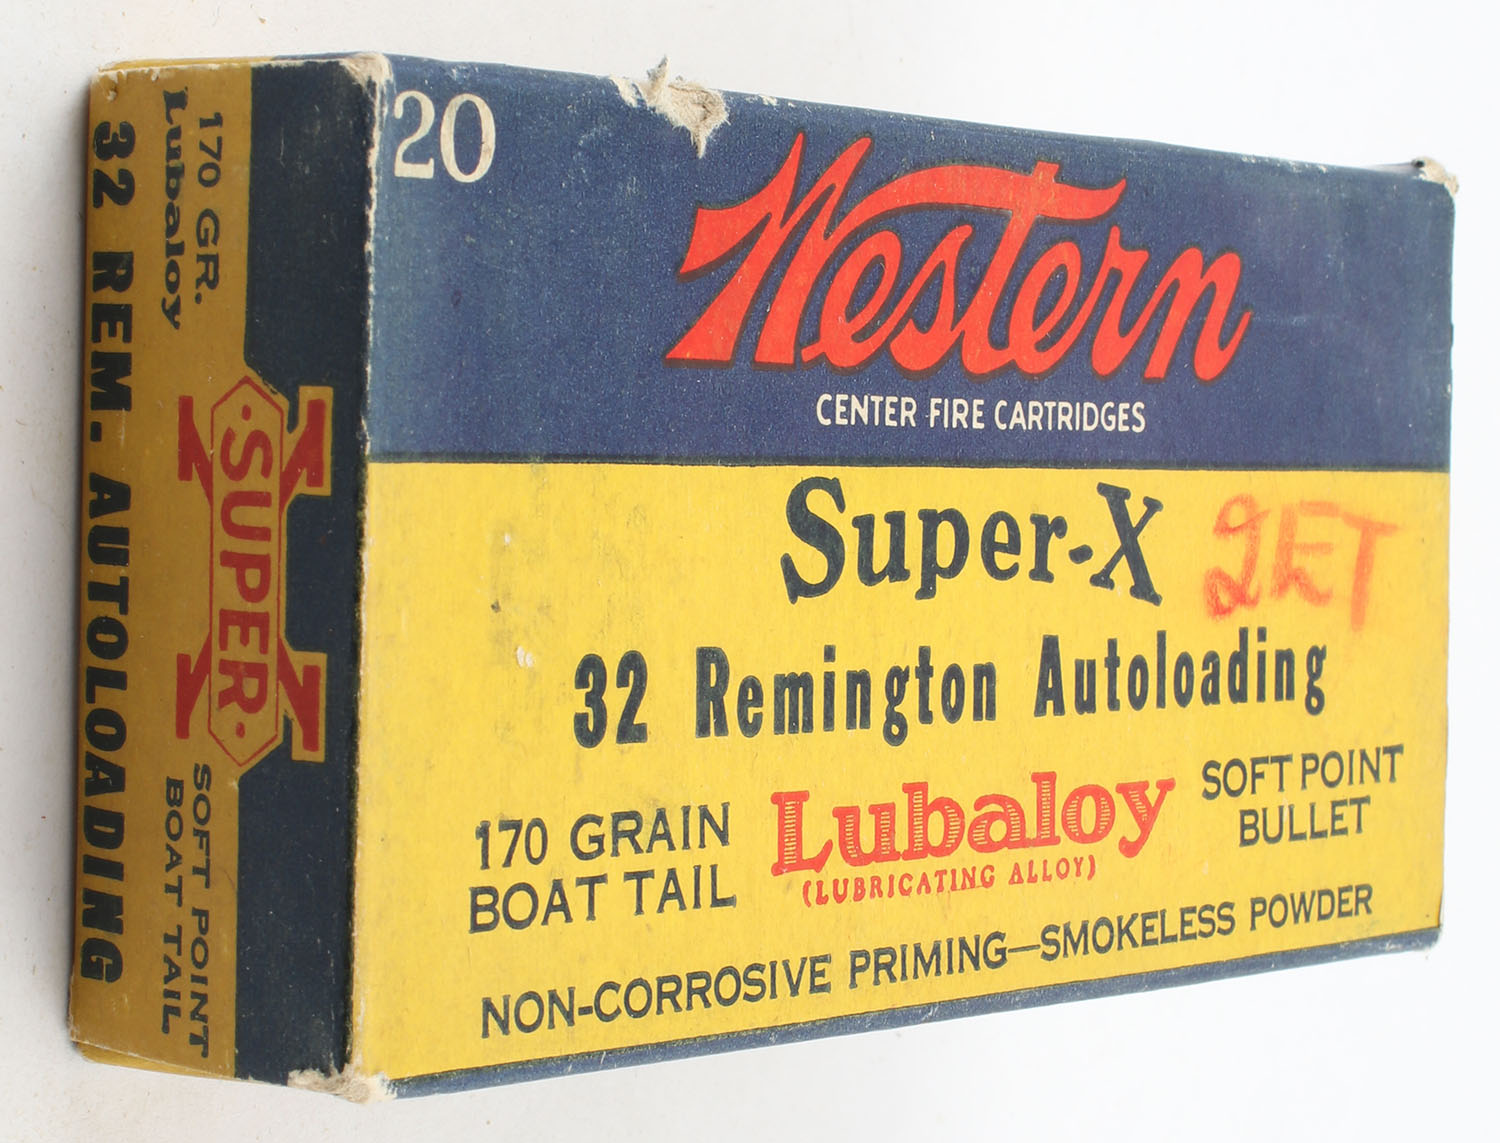 20
Western
CENTER FIRE CARTRIDGES
Super-X
32 Remington Autoloading
170 GRAIN
BOAT TAIL
Lubaloy
(LUBRICATING ALLOY)
SOFT POINT
BULLET
NON-CORROSIVE PRIMING—SMOKELESS POWDER
170 GR.
Lubaloy
SUPER
X
SOFT POINT
BOAT TAIL
32 REM. AUTOLOADING